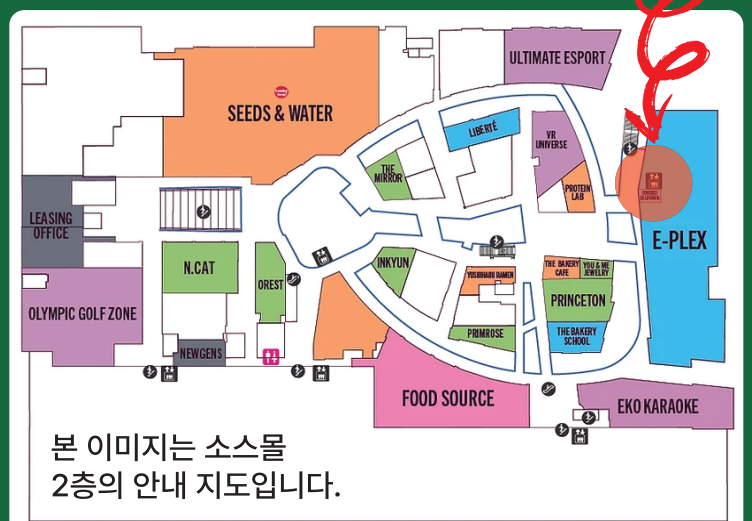 ULTIMATE ESPORT
SEEDS & WATER
LIBERTÉ
VR
UNIVERSE
THE
MIRROR
PROTEIN
LAB
LEASING
OFFICE
E-PLEX
N.CAT
OREST
INKYUN
YOSHIHARU RAMEN
THE BAKERY
CAFE
YOU & ME
JEWELRY
PRINCETON
OLYMPIC GOLF ZONE
NEWGENS
PRIMROSE
THE BAKERY
SCHOOL
FOOD SOURCE
EKO KARAOKE
본 이미지는 소스몰
2층의 안내 지도입니다.